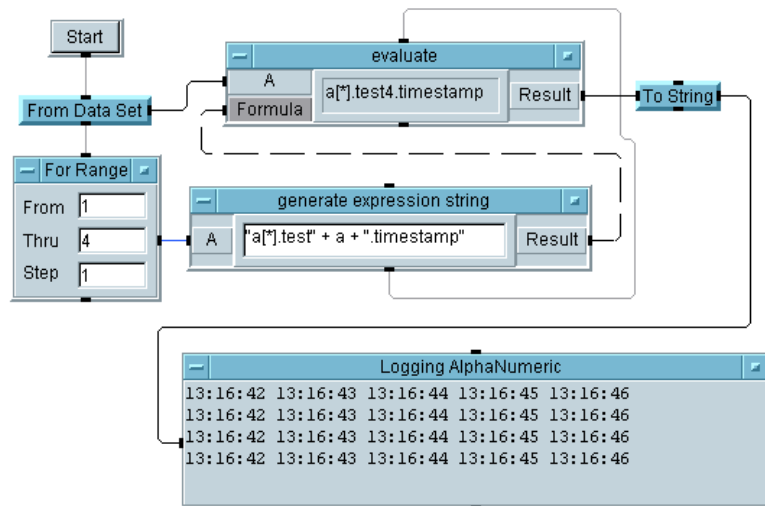 Start
evaluate
A
a[*].test4.timestamp
Result
Formula
From Data Set
To String
For Range
From 1
Thru 4
Step 1
generate expression string
A
"a[*].test" + a + ".timestamp"
Result
Logging AlphaNumeric
13:16:42 13:16:43 13:16:44 13:16:45 13:16:46
13:16:42 13:16:43 13:16:44 13:16:45 13:16:46
13:16:42 13:16:43 13:16:44 13:16:45 13:16:46
13:16:42 13:16:43 13:16:44 13:16:45 13:16:46